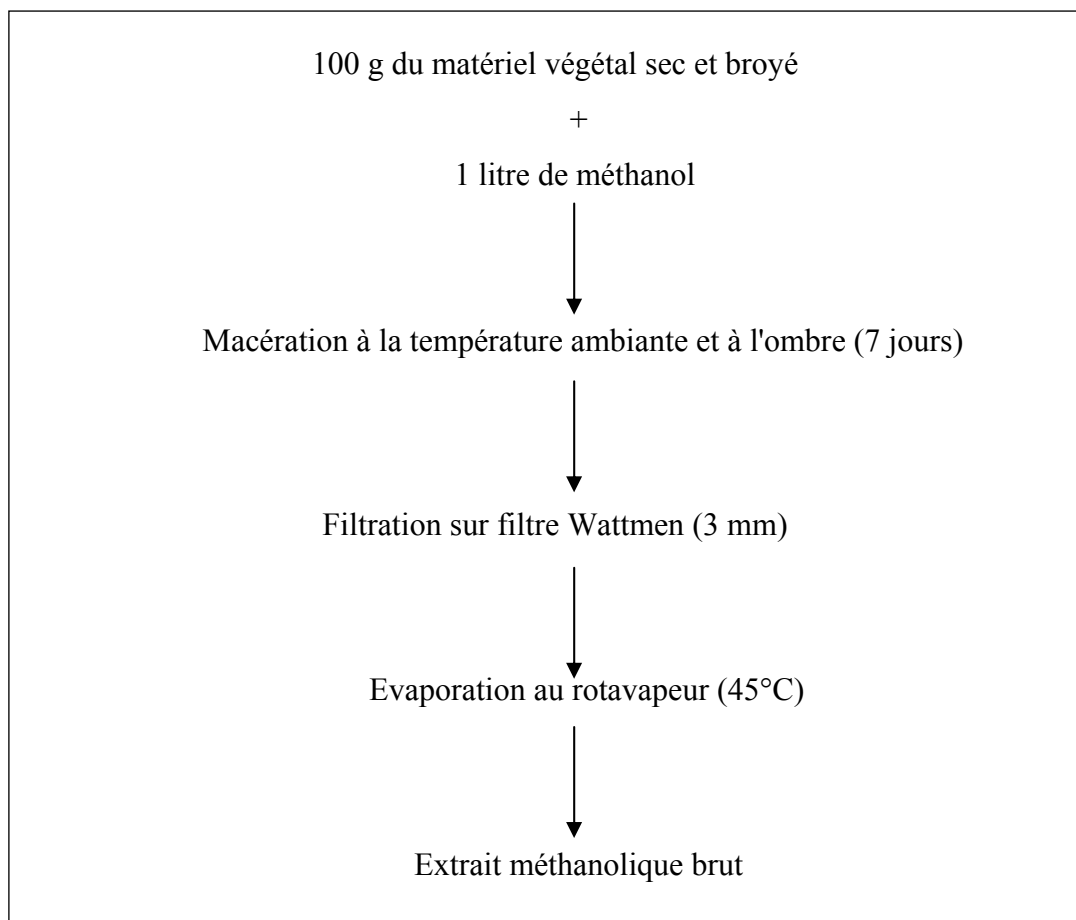 100 g du matériel végétal sec et broyé
+
1 litre de méthanol
Macération à la température ambiante et à l'ombre (7 jours)
Filtration sur filtre Wattmen (3 mm)
Evaporation au rotavapeur (45°C)
Extrait méthanolique brut